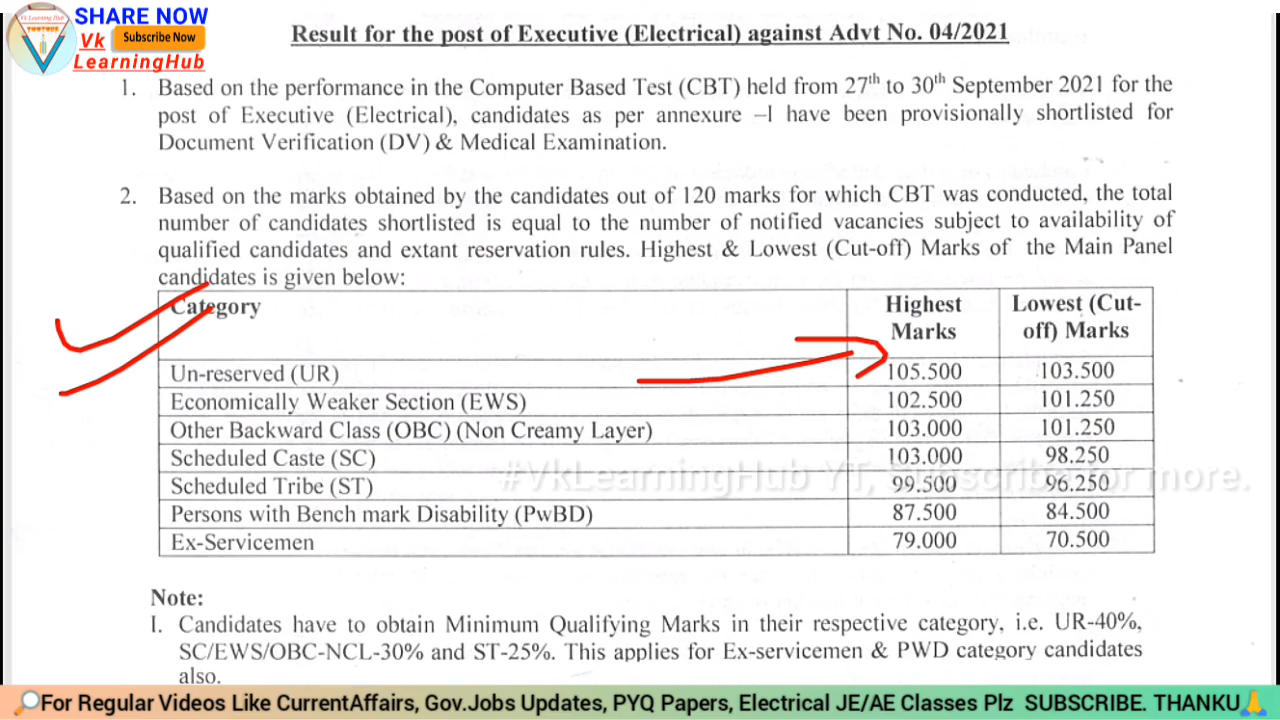 SHARE NOW
Vk Learning Hub
Subscribe Now
Vk
LearningHub
Result for the post of Executive (Electrical) against Advt No. 04/2021
1. Based on the performance in the Computer Based Test (CBT) held from 27th to 30th September 2021 for the
post of Executive (Electrical), candidates as per annexure –I have been provisionally shortlisted for
Document Verification (DV) & Medical Examination.
2. Based on the marks obtained by the candidates out of 120 marks for which CBT was conducted, the total
number of candidates shortlisted is equal to the number of notified vacancies subject to availability of
qualified candidates and extant reservation rules. Highest & Lowest (Cut-off) Marks of the Main Panel
candidates is given below:
Category Highest Marks Lowest (Cut-off) Marks
Un-reserved (UR) 105.500 103.500
Economically Weaker Section (EWS) 102.500 101.250
Other Backward Class (OBC) (Non Creamy Layer) 103.000 101.250
Scheduled Caste (SC) 103.000 98.250
#VkLearningHub YT, Subscribe for more.
Scheduled Tribe (ST) 99.500 96.250
Persons with Bench mark Disability (PwBD) 87.500 84.500
Ex-Servicemen 79.000 70.500
Note:
I. Candidates have to obtain Minimum Qualifying Marks in their respective category, i.e. UR-40%,
SC/EWS/OBC-NCL-30% and ST-25%. This applies for Ex-servicemen & PWD category candidates
also.
🔎For Regular Videos Like CurrentAffairs, Gov.Jobs Updates, PYQ Papers, Electrical JE/AE Classes Plz SUBSCRIBE. THANKU🙏